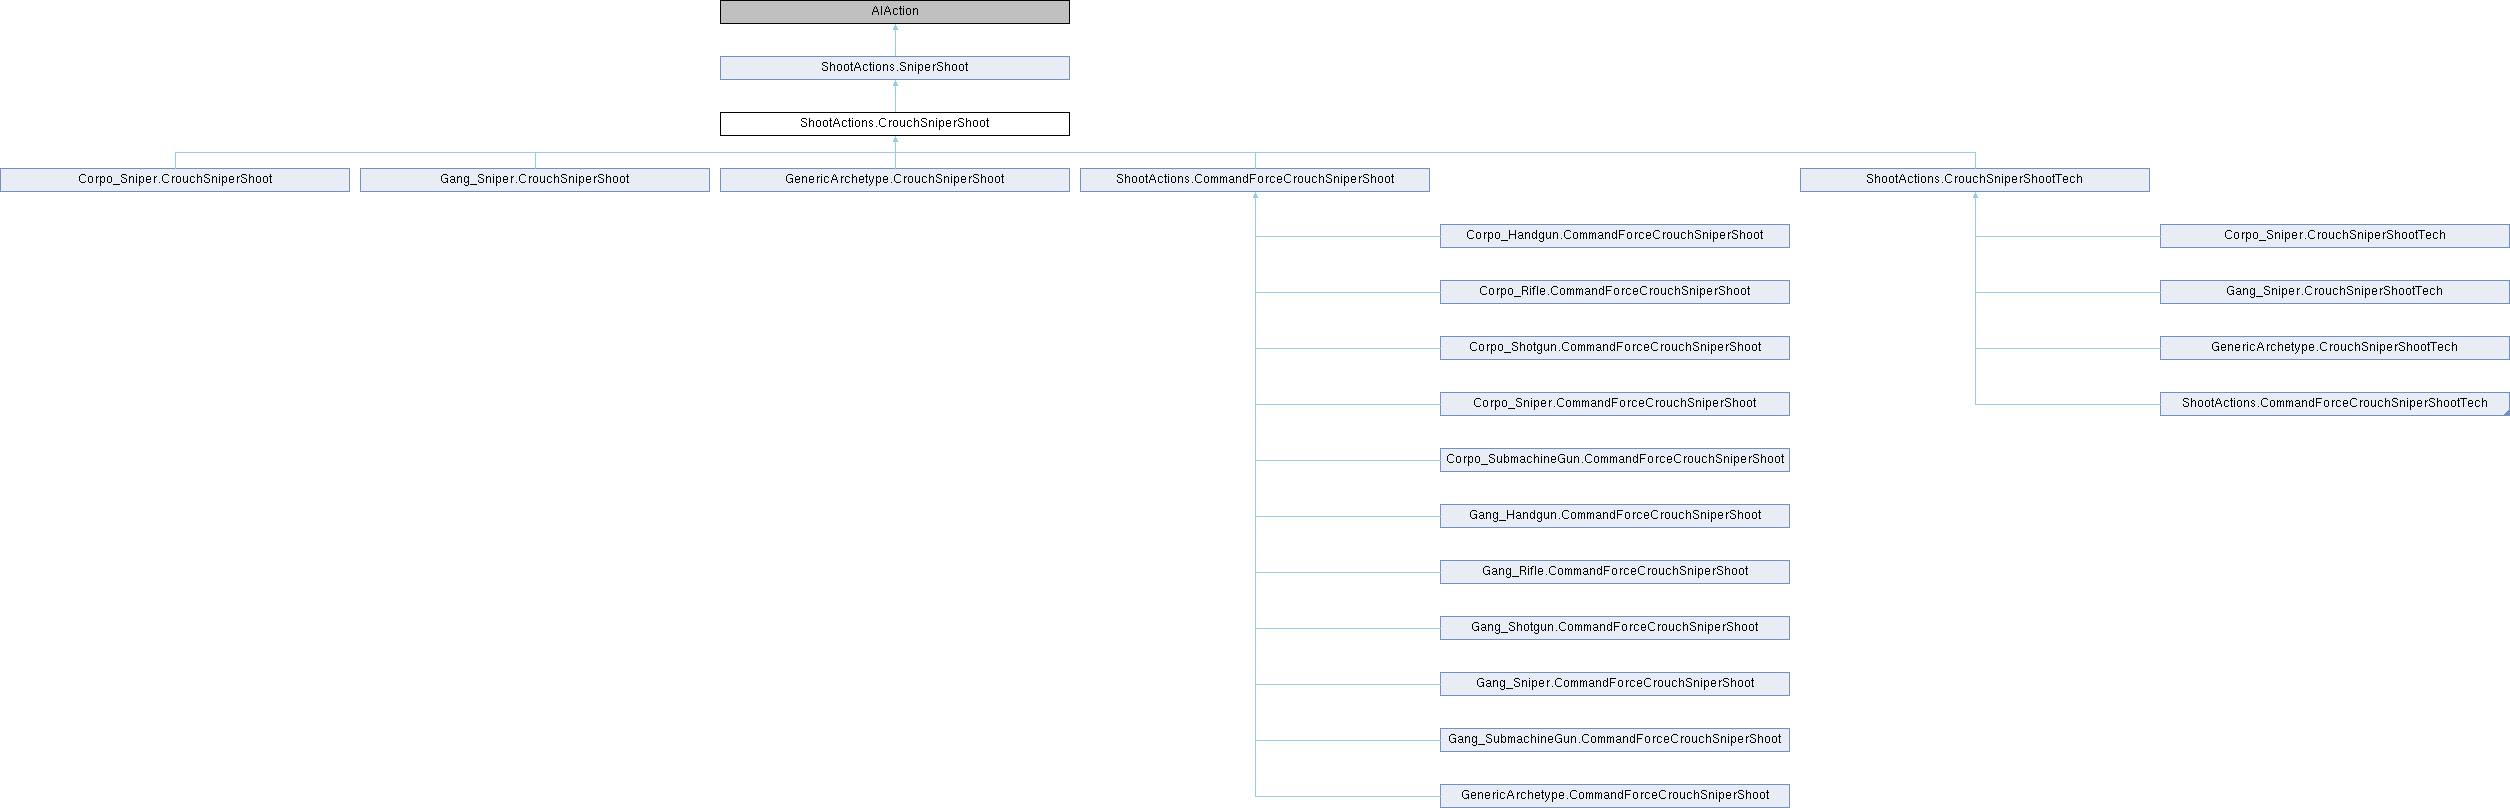 AIAction
ShootActions.SniperShoot
ShootActions.CrouchSniperShoot
Corpo_Sniper.CrouchSniperShoot
Gang_Sniper.CrouchSniperShoot
GenericArchetype.CrouchSniperShoot
ShootActions.CommandForceCrouchSniperShoot
ShootActions.CrouchSniperShootTech
Corpo_Handgun.CommandForceCrouchSniperShoot
Corpo_Rifle.CommandForceCrouchSniperShoot
Corpo_Shotgun.CommandForceCrouchSniperShoot
Corpo_Sniper.CommandForceCrouchSniperShoot
Corpo_SubmachineGun.CommandForceCrouchSniperShoot
Gang_Handgun.CommandForceCrouchSniperShoot
Gang_Rifle.CommandForceCrouchSniperShoot
Gang_Shotgun.CommandForceCrouchSniperShoot
Gang_Sniper.CommandForceCrouchSniperShoot
Gang_SubmachineGun.CommandForceCrouchSniperShoot
GenericArchetype.CommandForceCrouchSniperShoot
Corpo_Sniper.CrouchSniperShootTech
Gang_Sniper.CrouchSniperShootTech
GenericArchetype.CrouchSniperShootTech
ShootActions.CommandForceCrouchSniperShootTech